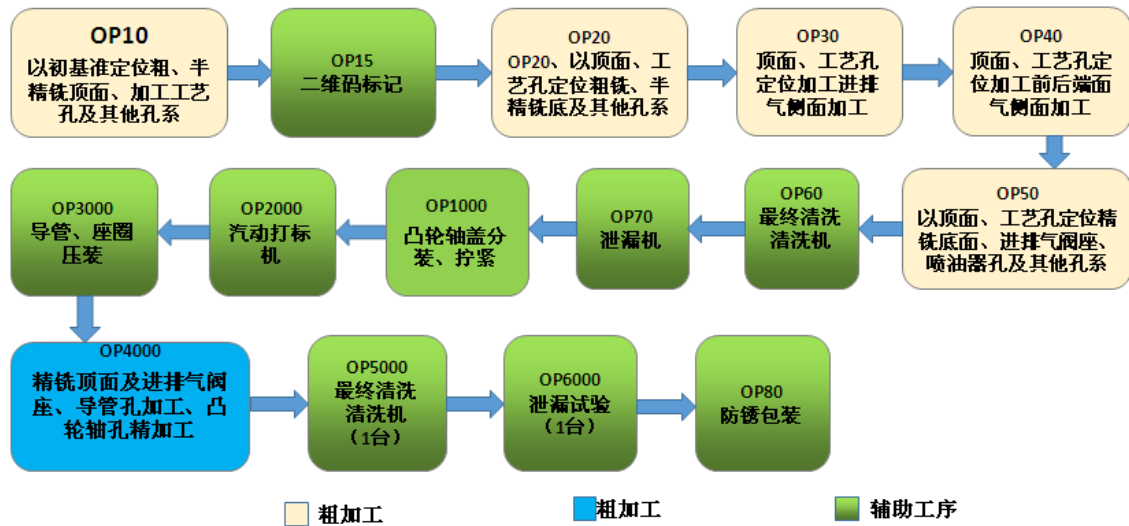 OP10
以初基准定位粗、半
精铣顶面、加工工艺
孔及其他孔系
OP15
二维码标记
OP20
OP20、以顶面、工
艺孔定位粗铣、半
精铣底及其他孔系
OP30
顶面、工艺孔
定位加工进排
气侧面加工
OP40
顶面、工艺孔定
位加工前后端面
气侧面加工
OP3000
导管、座圈
压装
OP2000
汽动打标
机
OP1000
凸轮轴盖分
装、拧紧
OP70
泄漏机
OP60
最终清洗
清洗机
OP50
以顶面、工艺孔定位精
铣底面、进排气阀座、
喷油器孔及其他孔系
OP4000
精铣顶面及进排气阀
座、导管孔加工、凸
轮轴孔精加工
OP5000
最终清洗
清洗机
（1台）
OP6000
泄漏试验
（1台）
OP80
防锈包装
粗加工
粗加工
辅助工序